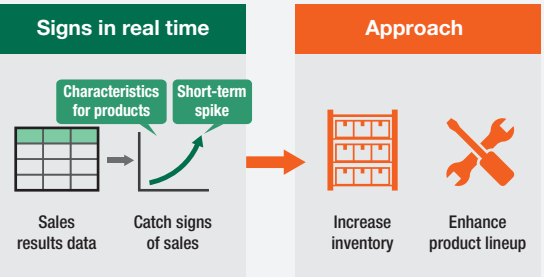 Signs in real time
Approach
Characteristics
for products
Short-term
spike
Sales
results data
Catch signs
of sales
Increase
inventory
Enhance
product lineup